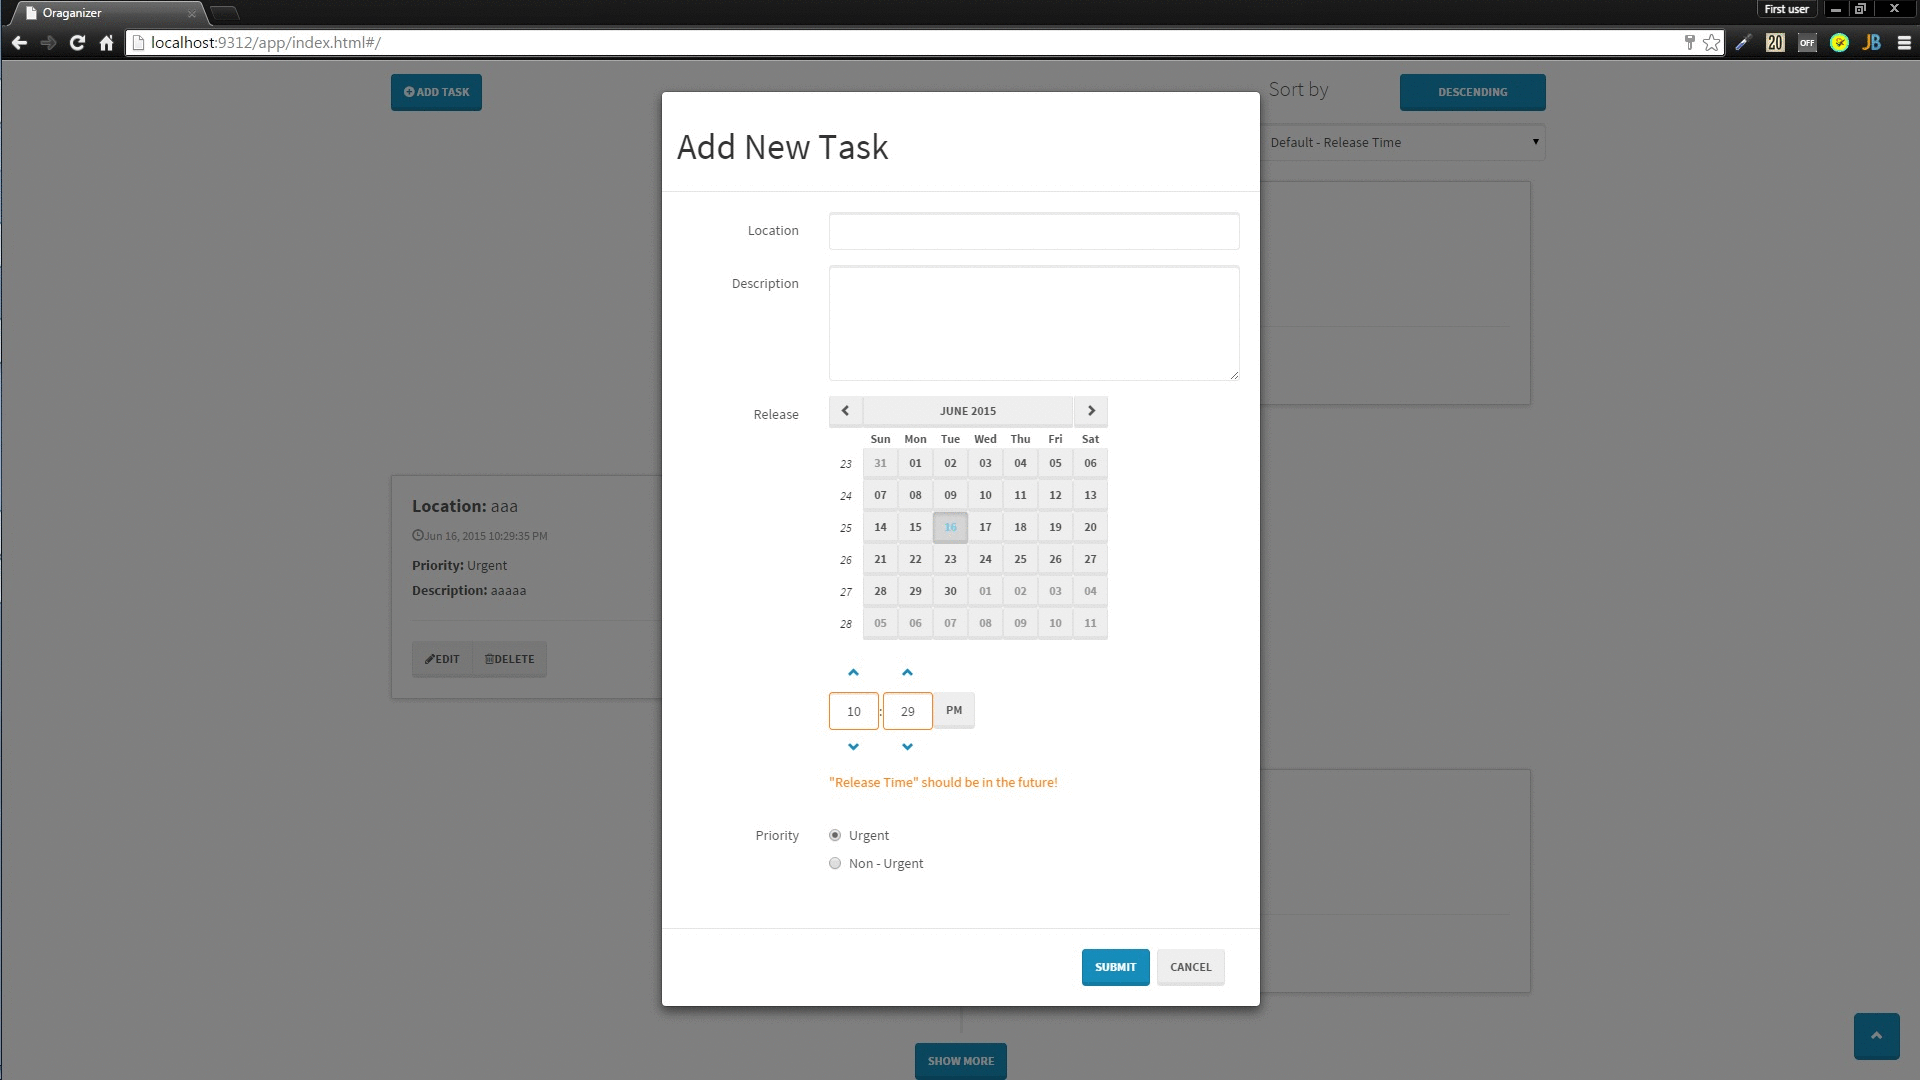 Oraganizer
First user
localhost:9312/app/index.html#/
20
OFF
JB
ADD TASK
Sort by
DESCENDING
Default - Release Time
Add New Task
Location
Description
Release
JUNE 2015
Sun Mon Tue Wed Thu Fri Sat
23 31 01 02 03 04 05 06
24 07 08 09 10 11 12 13
25 14 15 16 17 18 19 20
26 21 22 23 24 25 26 27
27 28 29 30 01 02 03 04
28 05 06 07 08 09 10 11
10 : 29 PM
"Release Time" should be in the future!
Priority
Urgent
Non - Urgent
SUBMIT
CANCEL
Location: aaa
Jun 16, 2015 10:29:35 PM
Priority: Urgent
Description: aaaaa
EDIT
DELETE
SHOW MORE